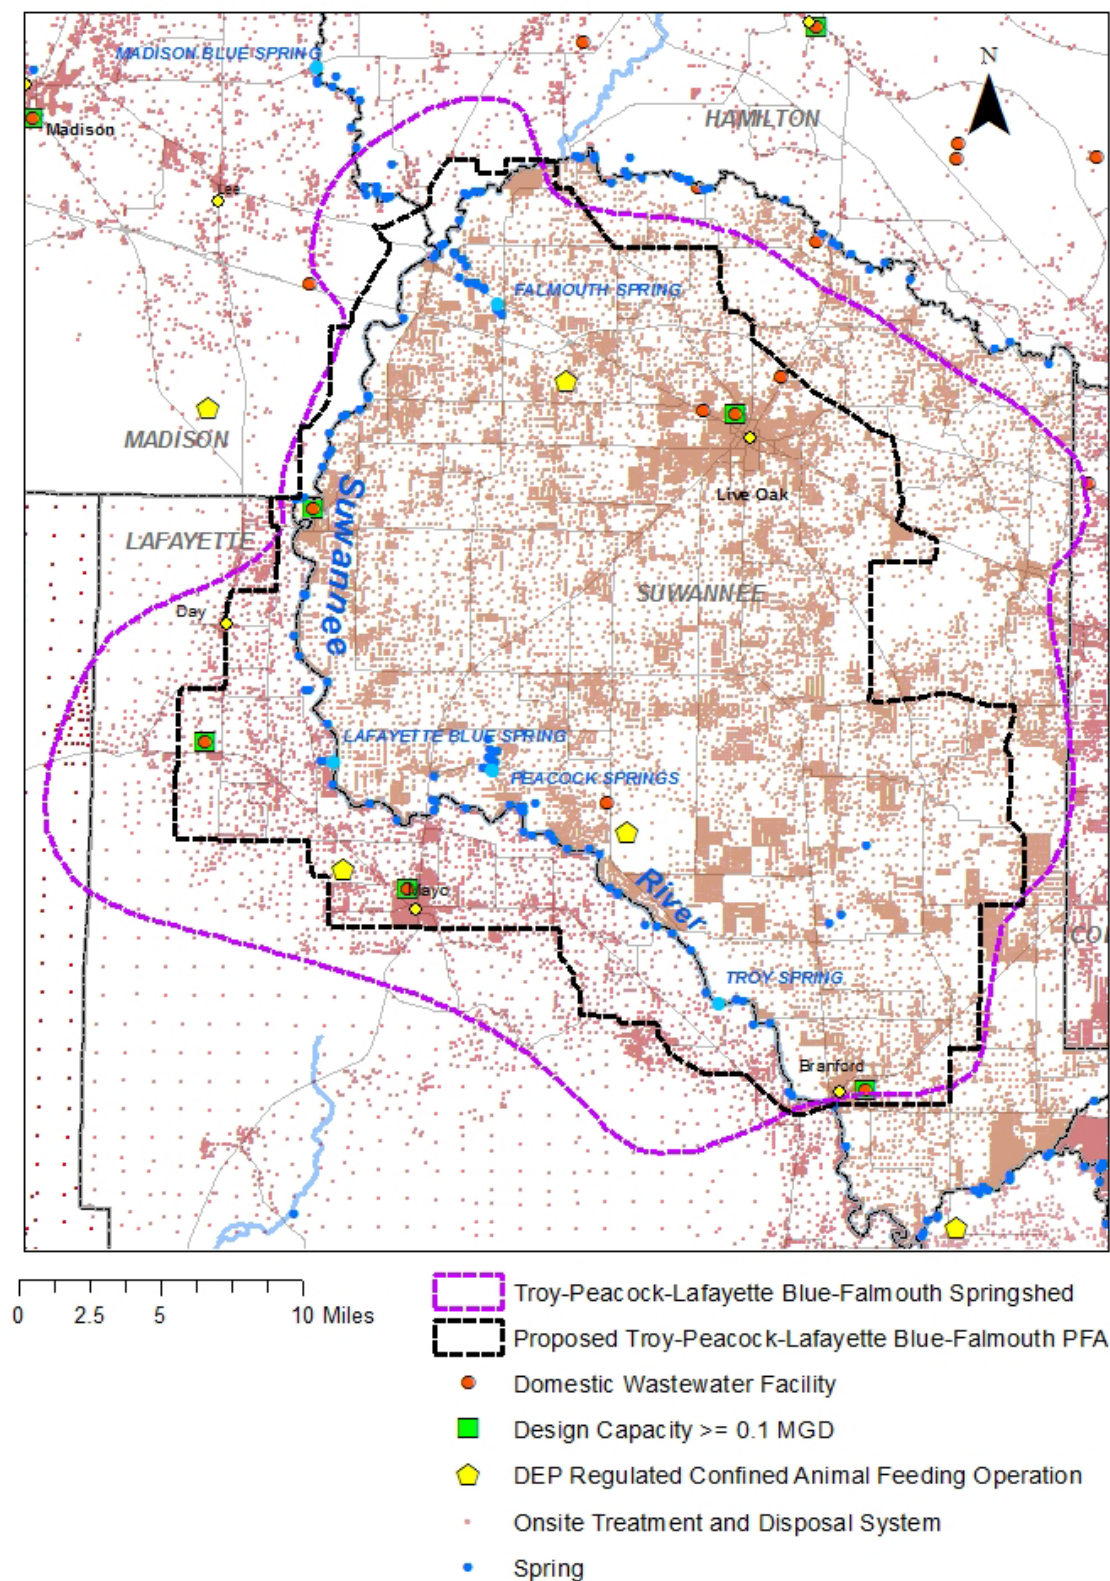 MADISON BLUE SPRING
N
HAMILTON
Madison
Lee
FALMOUTH SPRING
MADISON
Live Oak
Suwannee
LAFAYETTE
SUWANNEE
Day
LAFAYETTE BLUE SPRING
PEACOCK SPRINGS
River
Mayo
COL
TROY SPRING
Branford
0 2.5 5 10 Miles
Troy-Peacock-Lafayette Blue-Falmouth Springshed
Proposed Troy-Peacock-Lafayette Blue-Falmouth PFA
Domestic Wastewater Facility
Design Capacity >= 0.1 MGD
DEP Regulated Confined Animal Feeding Operation
Onsite Treatment and Disposal System
Spring